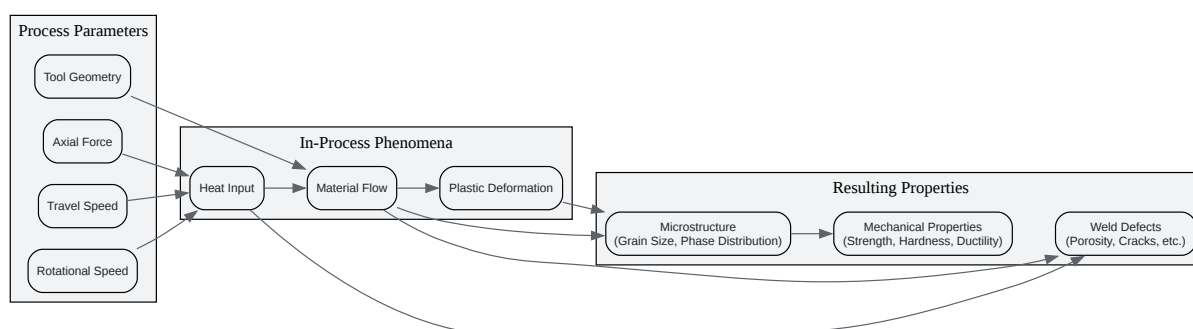 Process Parameters
Tool Geometry
Axial Force
Travel Speed
Rotational Speed
In-Process Phenomena
Heat Input
Material Flow
Plastic Deformation
Resulting Properties
Microstructure
(Grain Size, Phase Distribution)
Mechanical Properties
(Strength, Hardness, Ductility)
Weld Defects
(Porosity, Cracks, etc.)